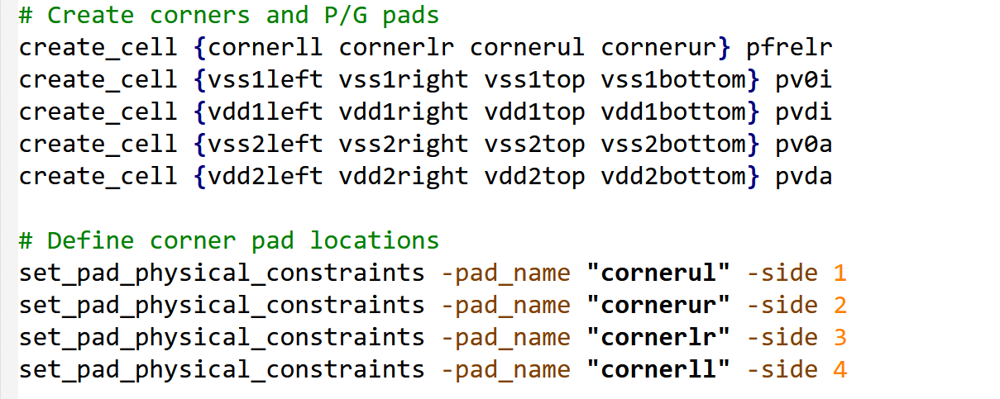 # Create corners and P/G pads
create_cell {cornerll cornerlr cornerul cornerur} pfrelr
create_cell {vss1left vss1right vss1top vss1bottom} pv0i
create_cell {vdd1left vdd1right vdd1top vdd1bottom} pvdi
create_cell {vss2left vss2right vss2top vss2bottom} pv0a
create_cell {vdd2left vdd2right vdd2top vdd2bottom} pvda
# Define corner pad locations
set_pad_physical_constraints -pad_name "cornerul" -side 1
set_pad_physical_constraints -pad_name "cornerur" -side 2
set_pad_physical_constraints -pad_name "cornerlr" -side 3
set_pad_physical_constraints -pad_name "cornerll" -side 4